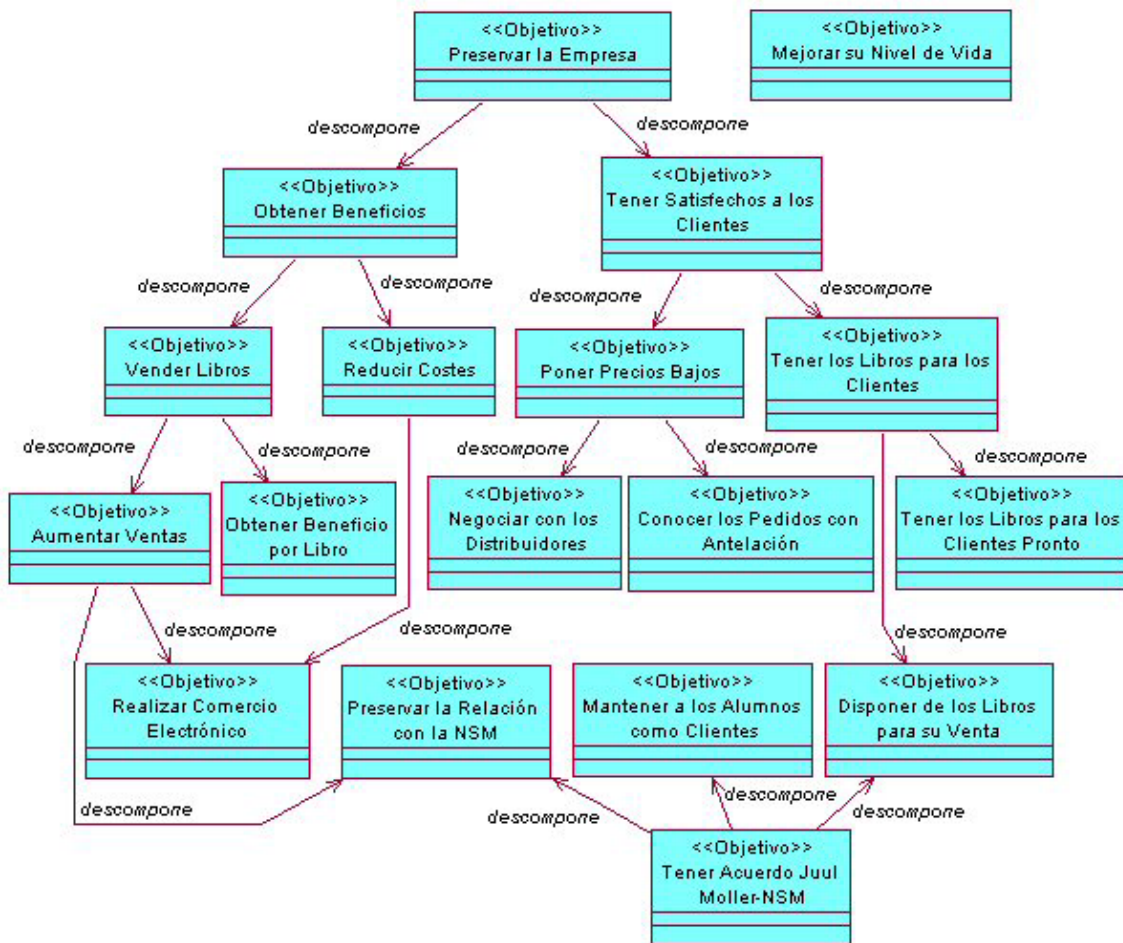 <<Objetivo>>
Preservar la Empresa
<<Objetivo>>
Mejorar su Nivel de Vida
descompone
descompone
<<Objetivo>>
Obtener Beneficios
<<Objetivo>>
Tener Satisfechos a los
Clientes
descompone
descompone
descompone
descompone
<<Objetivo>>
Vender Libros
<<Objetivo>>
Reducir Costes
<<Objetivo>>
Poner Precios Bajos
<<Objetivo>>
Tener los Libros para los
Clientes
descompone
descompone
descompone
descompone
descompone
<<Objetivo>>
Aumentar Ventas
<<Objetivo>>
Obtener Beneficio
por Libro
<<Objetivo>>
Negociar con los
Distribuidores
<<Objetivo>>
Conocer los Pedidos con
Antelación
<<Objetivo>>
Tener los Libros para los
Clientes Pronto
descompone
descompone
descompone
<<Objetivo>>
Realizar Comercio
Electrónico
<<Objetivo>>
Preservar la Relación
con la NSM
<<Objetivo>>
Mantener a los Alumnos
como Clientes
<<Objetivo>>
Disponer de los Libros
para su Venta
descompone
descompone
descompone
descompone
<<Objetivo>>
Tener Acuerdo Juul
Moller-NSM